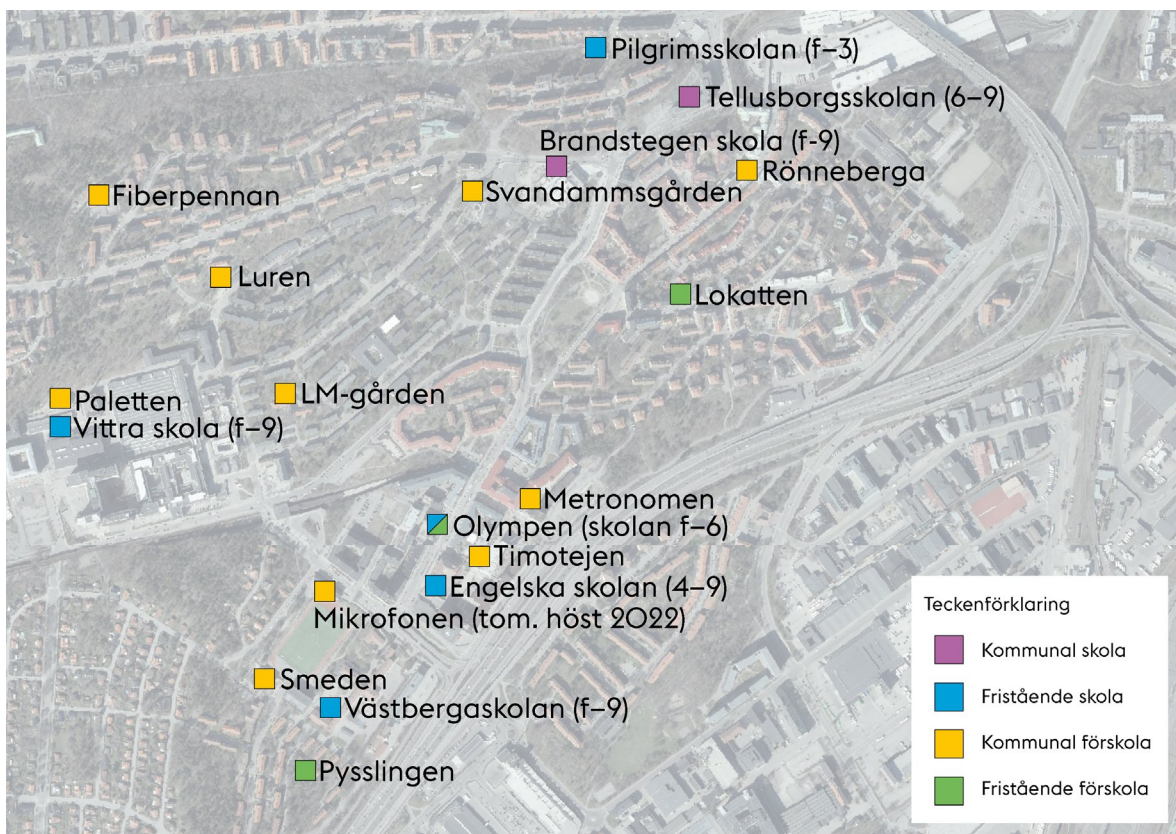 Pilgrimsskolan (f–3)
Tellusborgsskolan (6–9)
Brandstegen skola (f-9)
Rönneberga
Svandammsgården
Fiberpennan
Luren
Lokatten
LM-gården
Paletten
Vittra skola (f–9)
Metronomen
Olympen (skolan f–6)
Timotejen
Engelska skolan (4–9)
Mikrofonen (tom. höst 2022)
Smeden
Västbergaskolan (f–9)
Pysslingen
Teckenförklaring
Kommunal skola
Fristående skola
Kommunal förskola
Fristående förskola